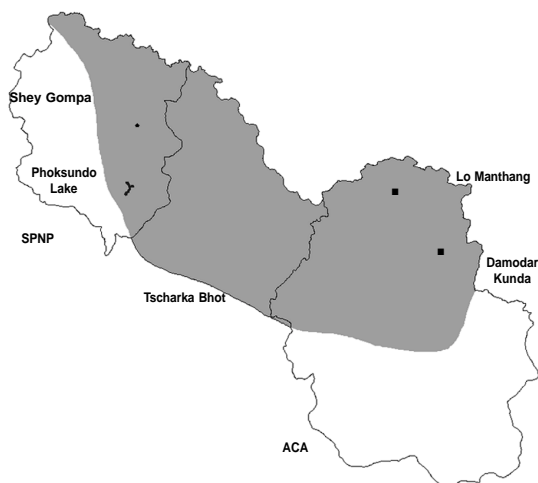 Shey Gompa
Phoksundo
Lake
SPNP
Tscharka Bhot
Lo Manthang
Damodar
Kunda
ACA